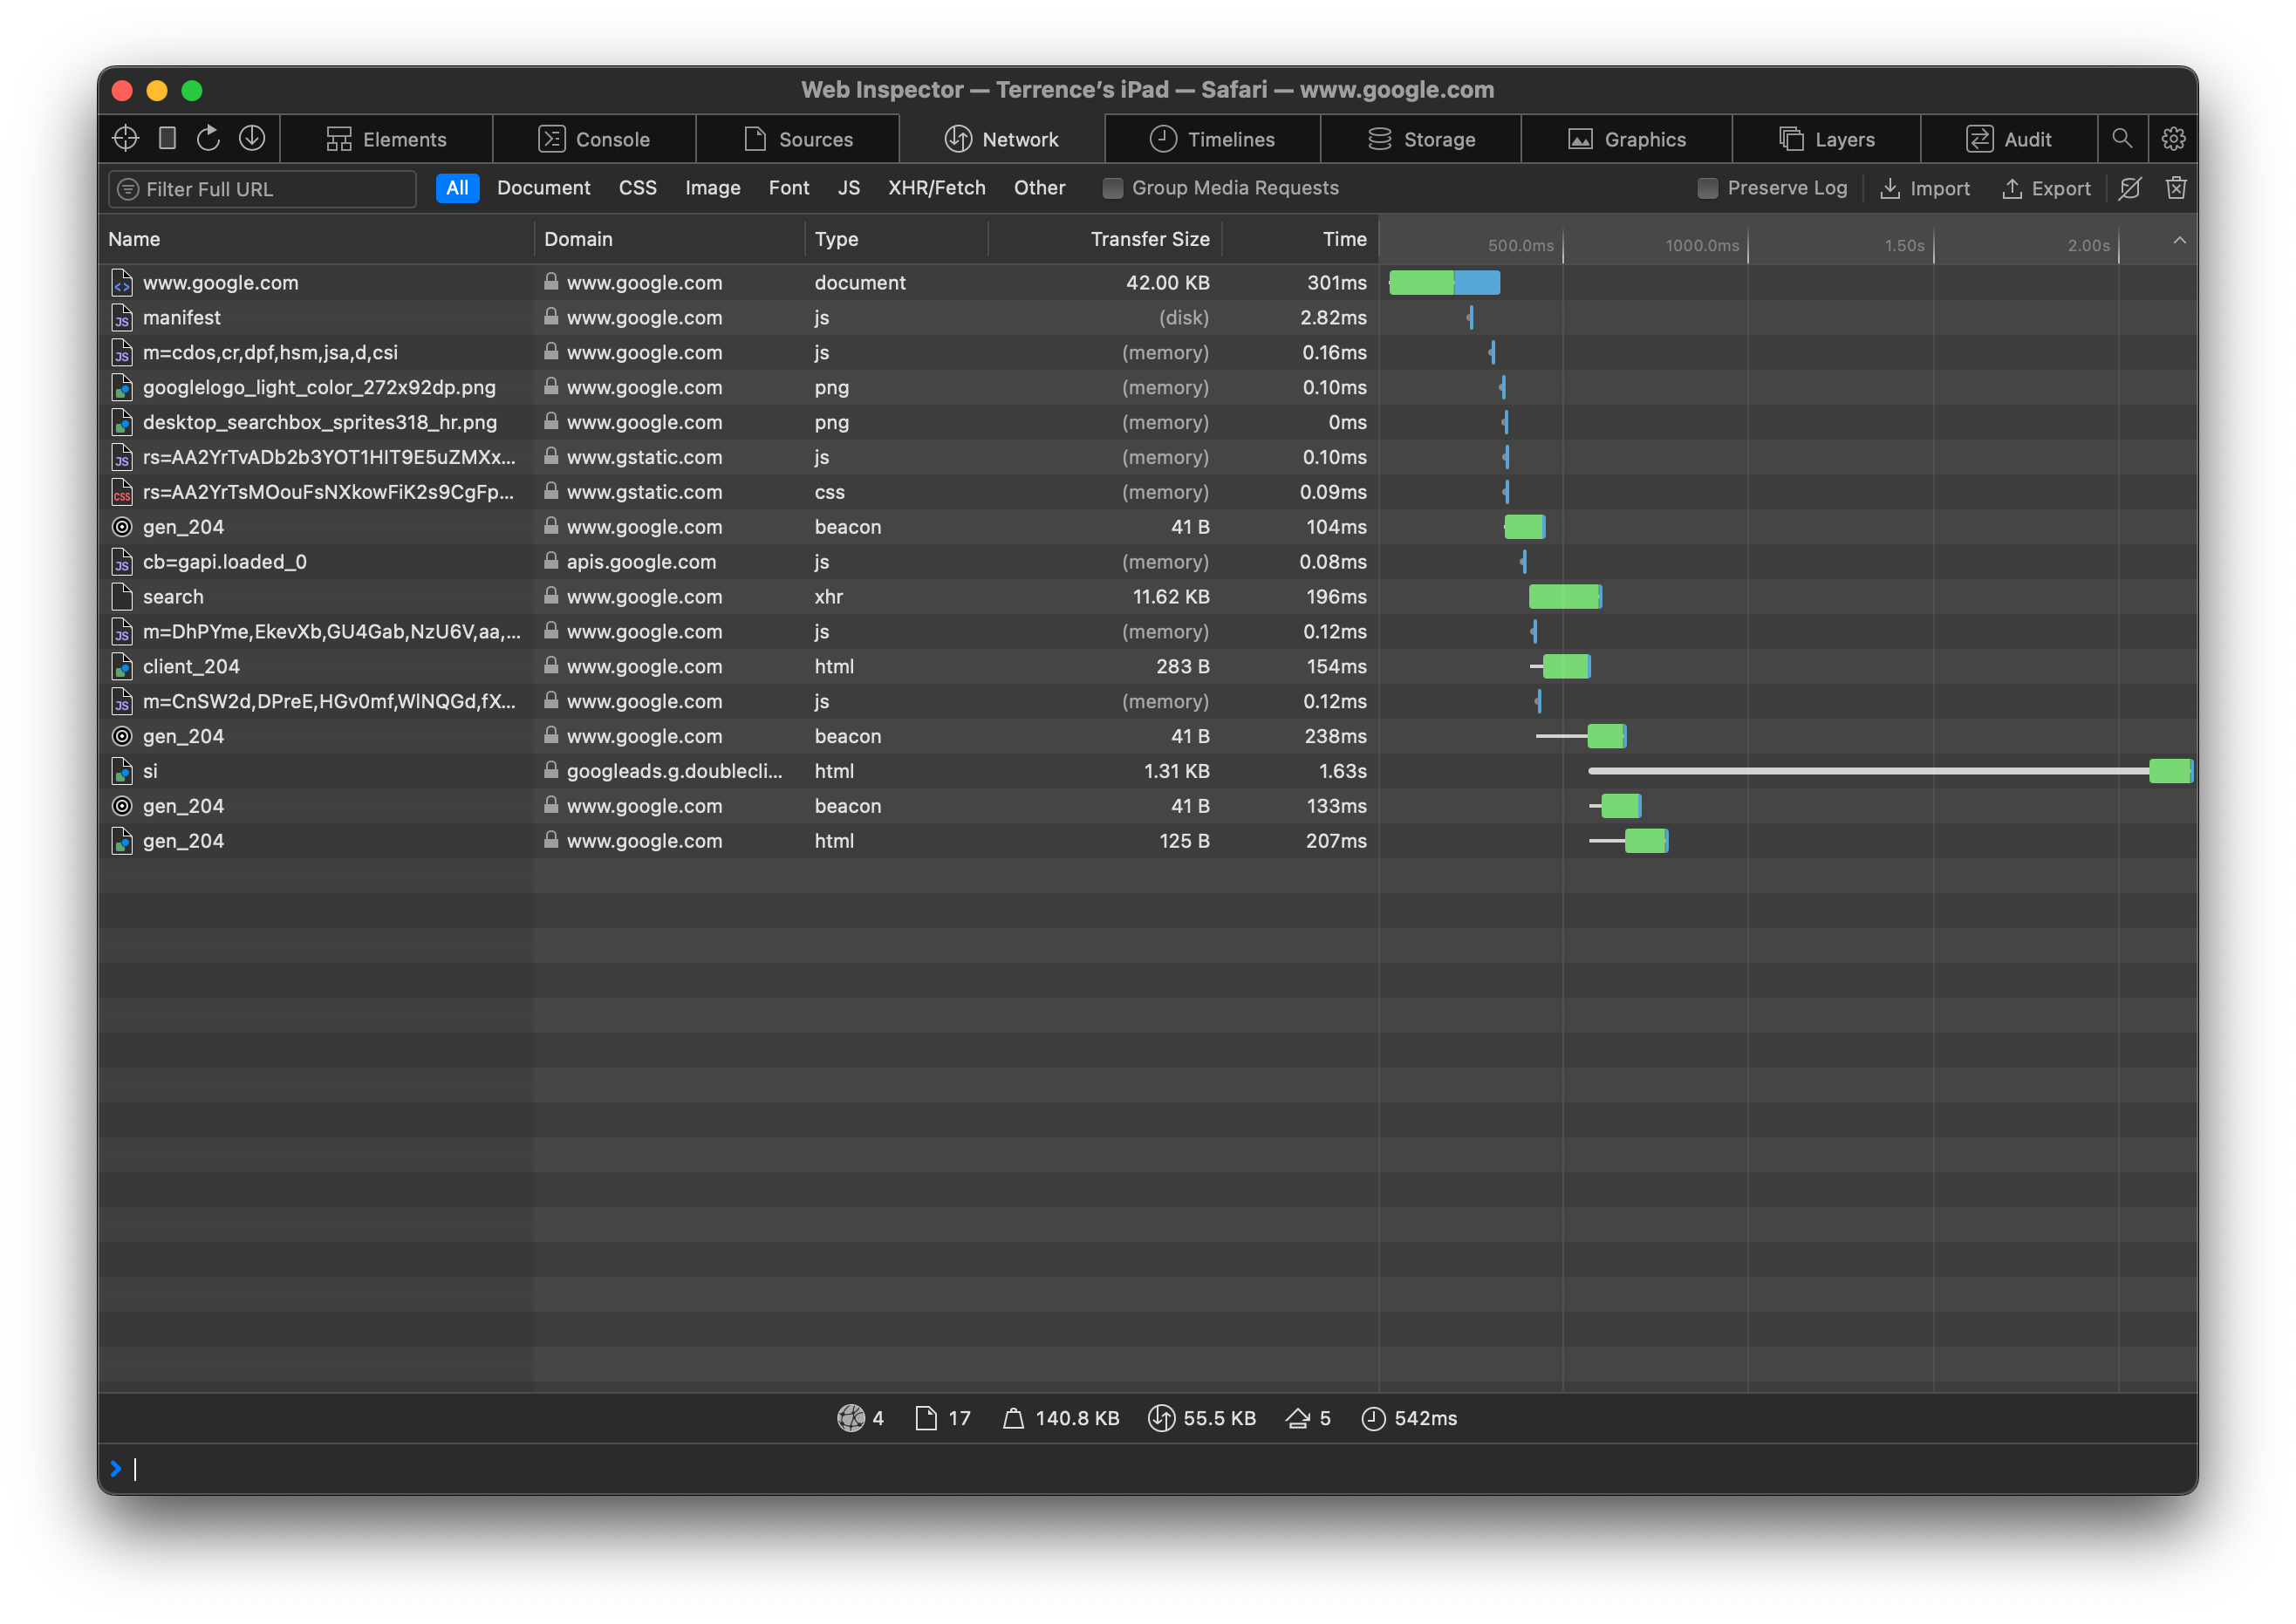 Web Inspector — Terrence’s iPad — Safari — www.google.com
Elements Console Sources Network Timelines Storage Graphics Layers Audit
Filter Full URL All Document CSS Image Font JS XHR/Fetch Other Group Media Requests Preserve Log Import Export
Name Domain Type Transfer Size Time 500.0ms 1000.0ms 1.50s 2.00s
www.google.com www.google.com document 42.00 KB 301ms
manifest www.google.com js (disk) 2.82ms
m=cdos,cr,dpf,hsm,jsa,d,csi www.google.com js (memory) 0.16ms
googlelogo_light_color_272x92dp.png www.google.com png (memory) 0.10ms
desktop_searchbox_sprites318_hr.png www.google.com png (memory) 0ms
rs=AA2YrTvADb2b3YOT1HIT9E5uZMXx... www.gstatic.com js (memory) 0.10ms
rs=AA2YrTsMOouFsNXkowFiK2s9CgFp... www.gstatic.com css (memory) 0.09ms
gen_204 www.google.com beacon 41 B 104ms
cb=gapi.loaded_0 apis.google.com js (memory) 0.08ms
search www.google.com xhr 11.62 KB 196ms
m=DhPYme,EkevXb,GU4Gab,NzU6V,aa,... www.google.com js (memory) 0.12ms
client_204 www.google.com html 283 B 154ms
m=CnSW2d,DPreE,HGv0mf,WlNQGd,fX... www.google.com js (memory) 0.12ms
gen_204 www.google.com beacon 41 B 238ms
si googleads.g.doublecli... html 1.31 KB 1.63s
gen_204 www.google.com beacon 41 B 133ms
gen_204 www.google.com html 125 B 207ms
4 17 140.8 KB 55.5 KB 5 542ms